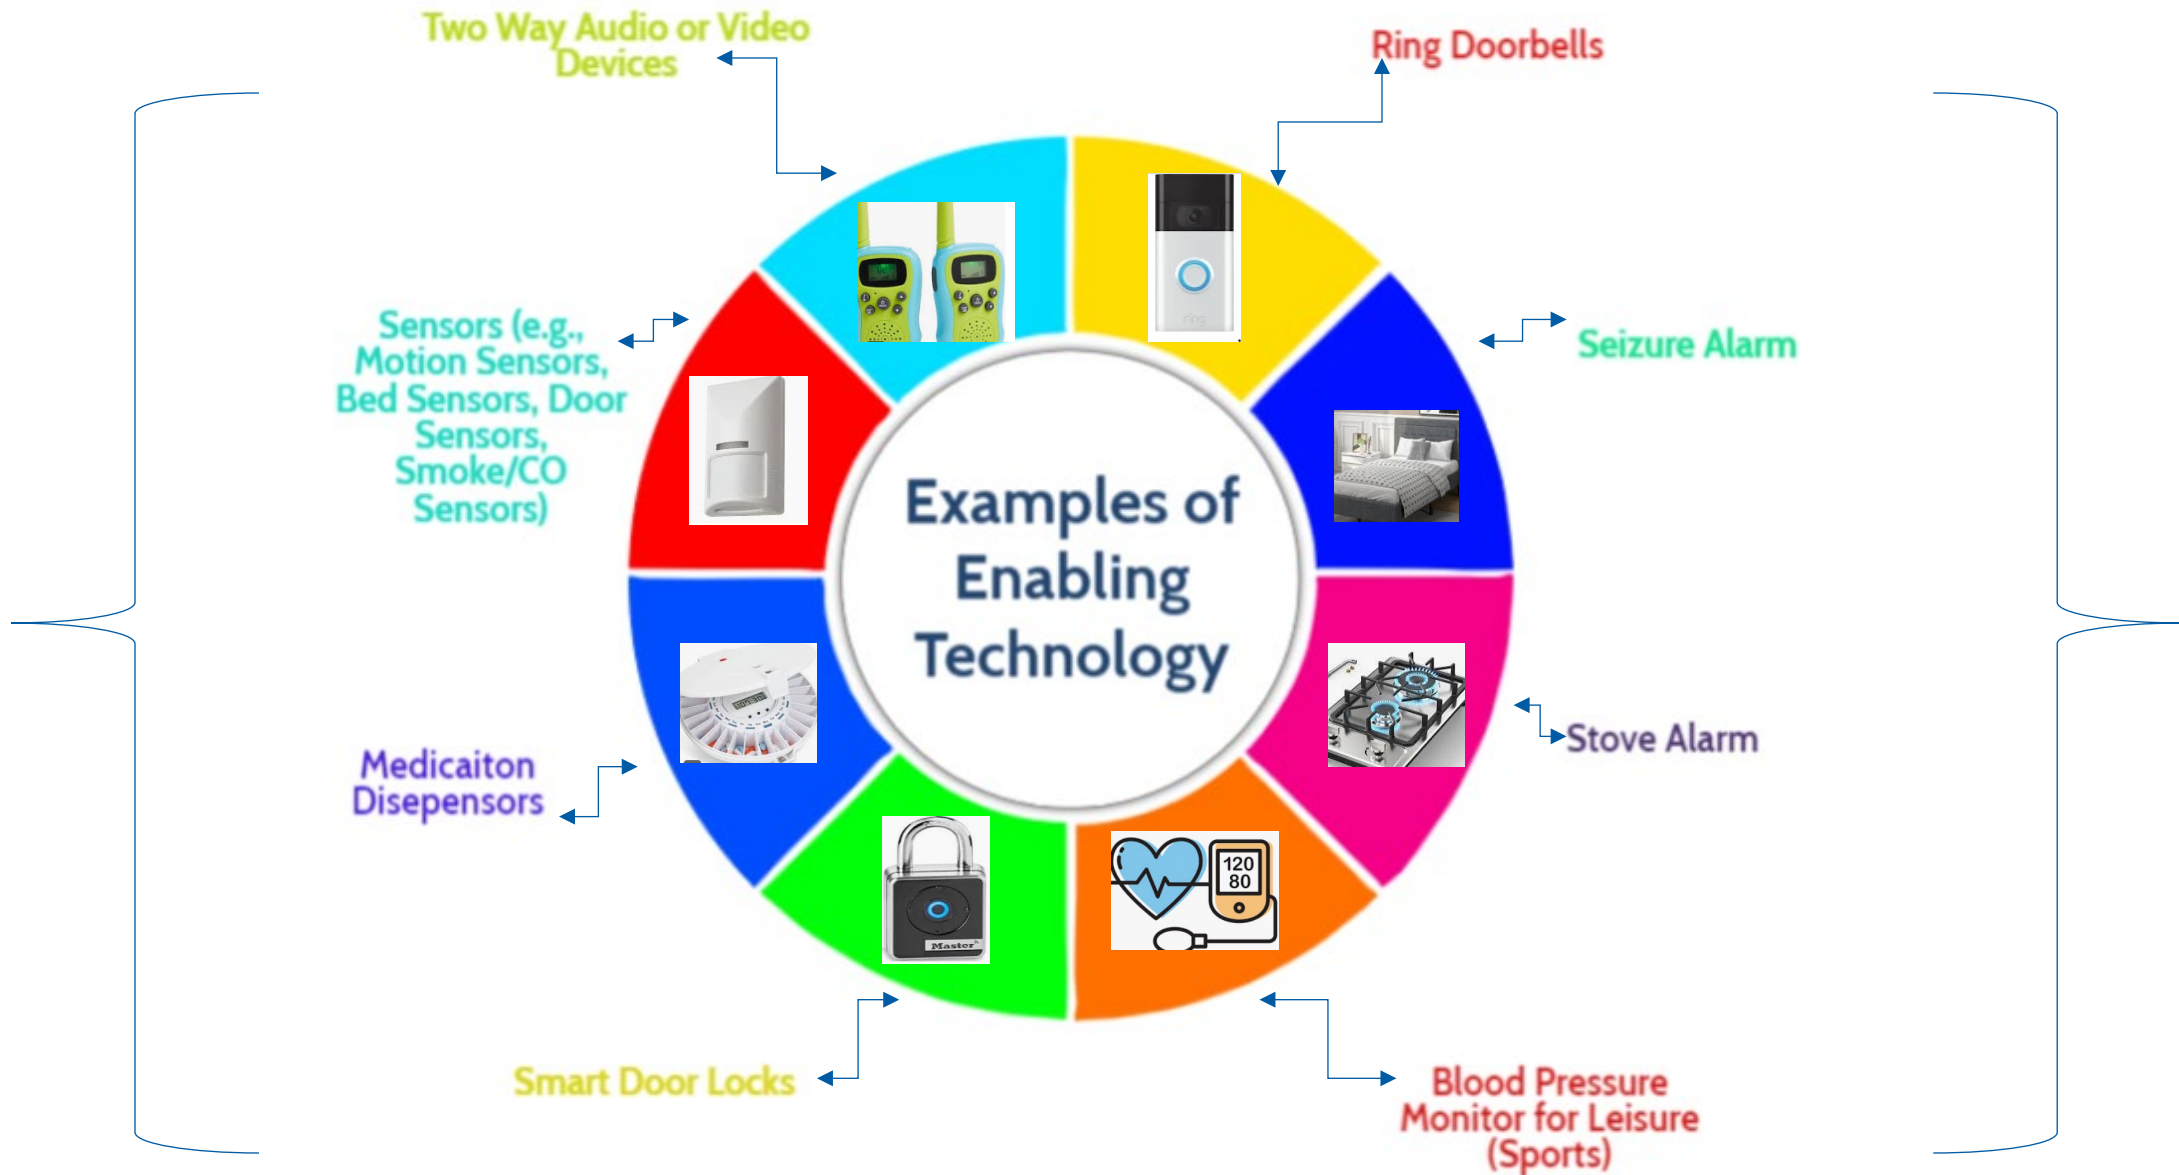 Two Way Audio or Video
Devices
Ring Doorbells
ring
Sensors (e.g.,
Motion Sensors,
Bed Sensors, Door
Sensors,
Smoke/CO
Sensors)
Seizure Alarm
Examples of
Enabling
Technology
Medicaiton
Disepensors
Stove Alarm
Master
120
80
Smart Door Locks
Blood Pressure
Monitor for Leisure
(Sports)